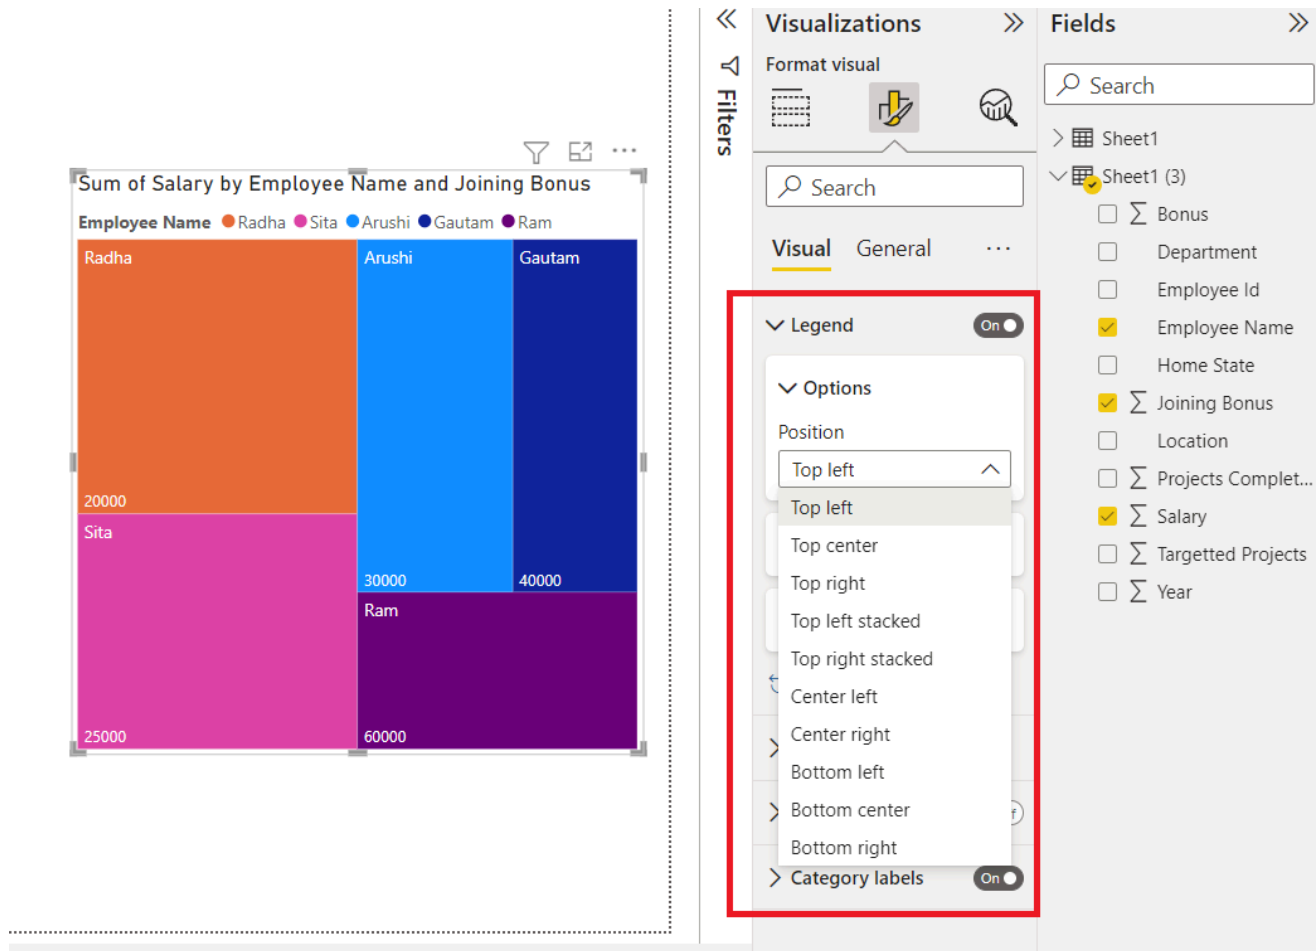 Sum of Salary by Employee Name and Joining Bonus
Employee Name Radha Sita Arushi Gautam Ram
Radha
20000
Sita
25000
Arushi
30000
Gautam
40000
Ram
60000
Filters
Visualizations
Format visual
Search
Visual General
Legend On
Options
Position
Top left
Top left
Top center
Top right
Top left stacked
Top right stacked
Center left
Center right
Bottom left
Bottom center
Bottom right
Category labels On
Fields
Search
Sheet1
Sheet1 (3)
Bonus
Department
Employee Id
Employee Name
Home State
Joining Bonus
Location
Projects Complet...
Salary
Targetted Projects
Year